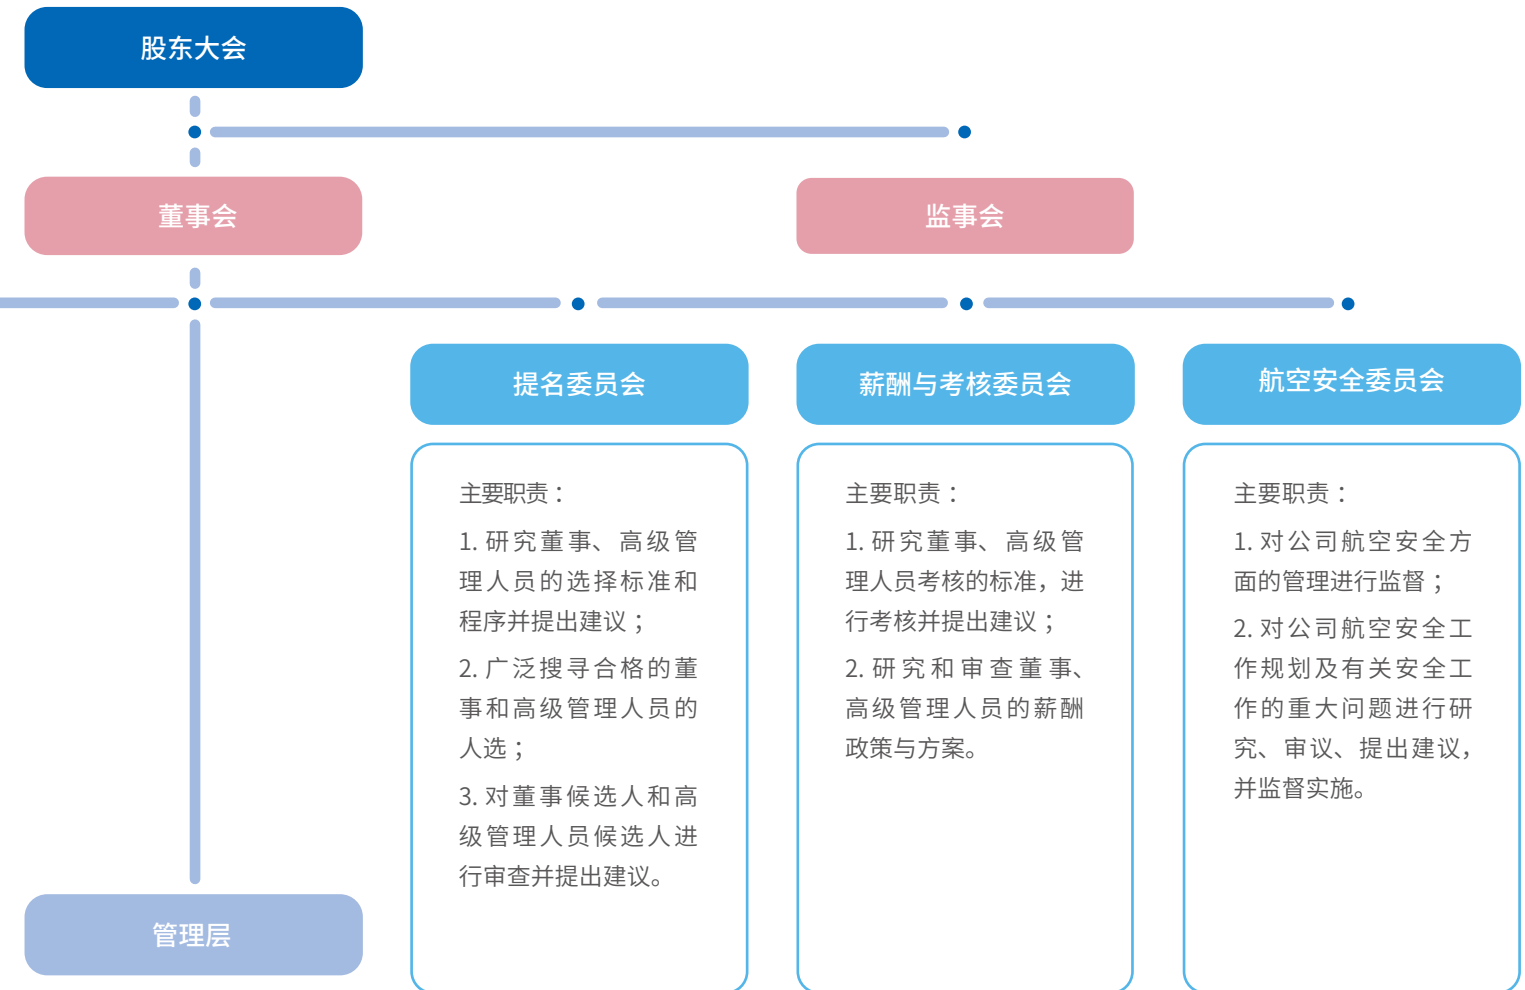 股东大会
董事会
监事会
提名委员会
主要职责：
1. 研究董事、高级管
理人员的选择标准和
程序并提出建议；
2. 广泛搜寻合格的董
事和高级管理人员的
人选；
3. 对董事候选人和高
级管理人员候选人进
行审查并提出建议。
薪酬与考核委员会
主要职责：
1. 研究董事、高级管
理人员考核的标准，进
行考核并提出建议；
2. 研究和审查董事、
高级管理人员的薪酬
政策与方案。
航空安全委员会
主要职责：
1. 对公司航空安全方
面的管理进行监督；
2. 对公司航空安全工
作规划及有关安全工
作的重大问题进行研
究、审议、提出建议，
并监督实施。
管理层